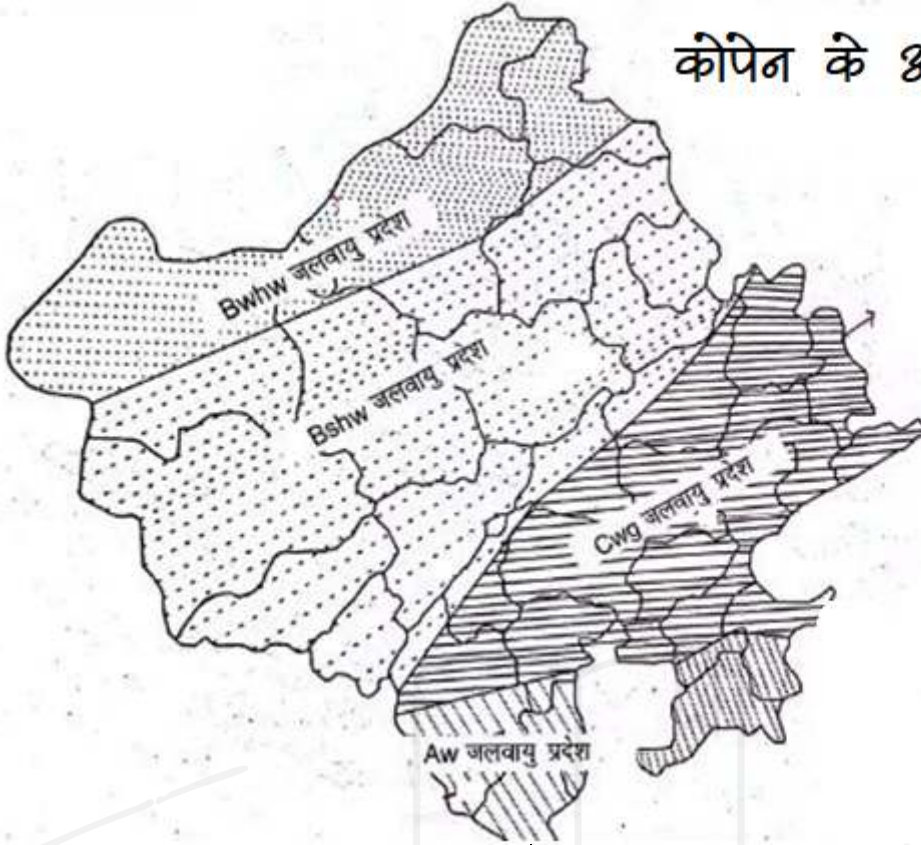 कोपेन के
Bwhw जलवायु प्रदेश
Bshw जलवायु प्रदेश
Cwg जलवायु प्रदेश
Aw जलवायु प्रदेश